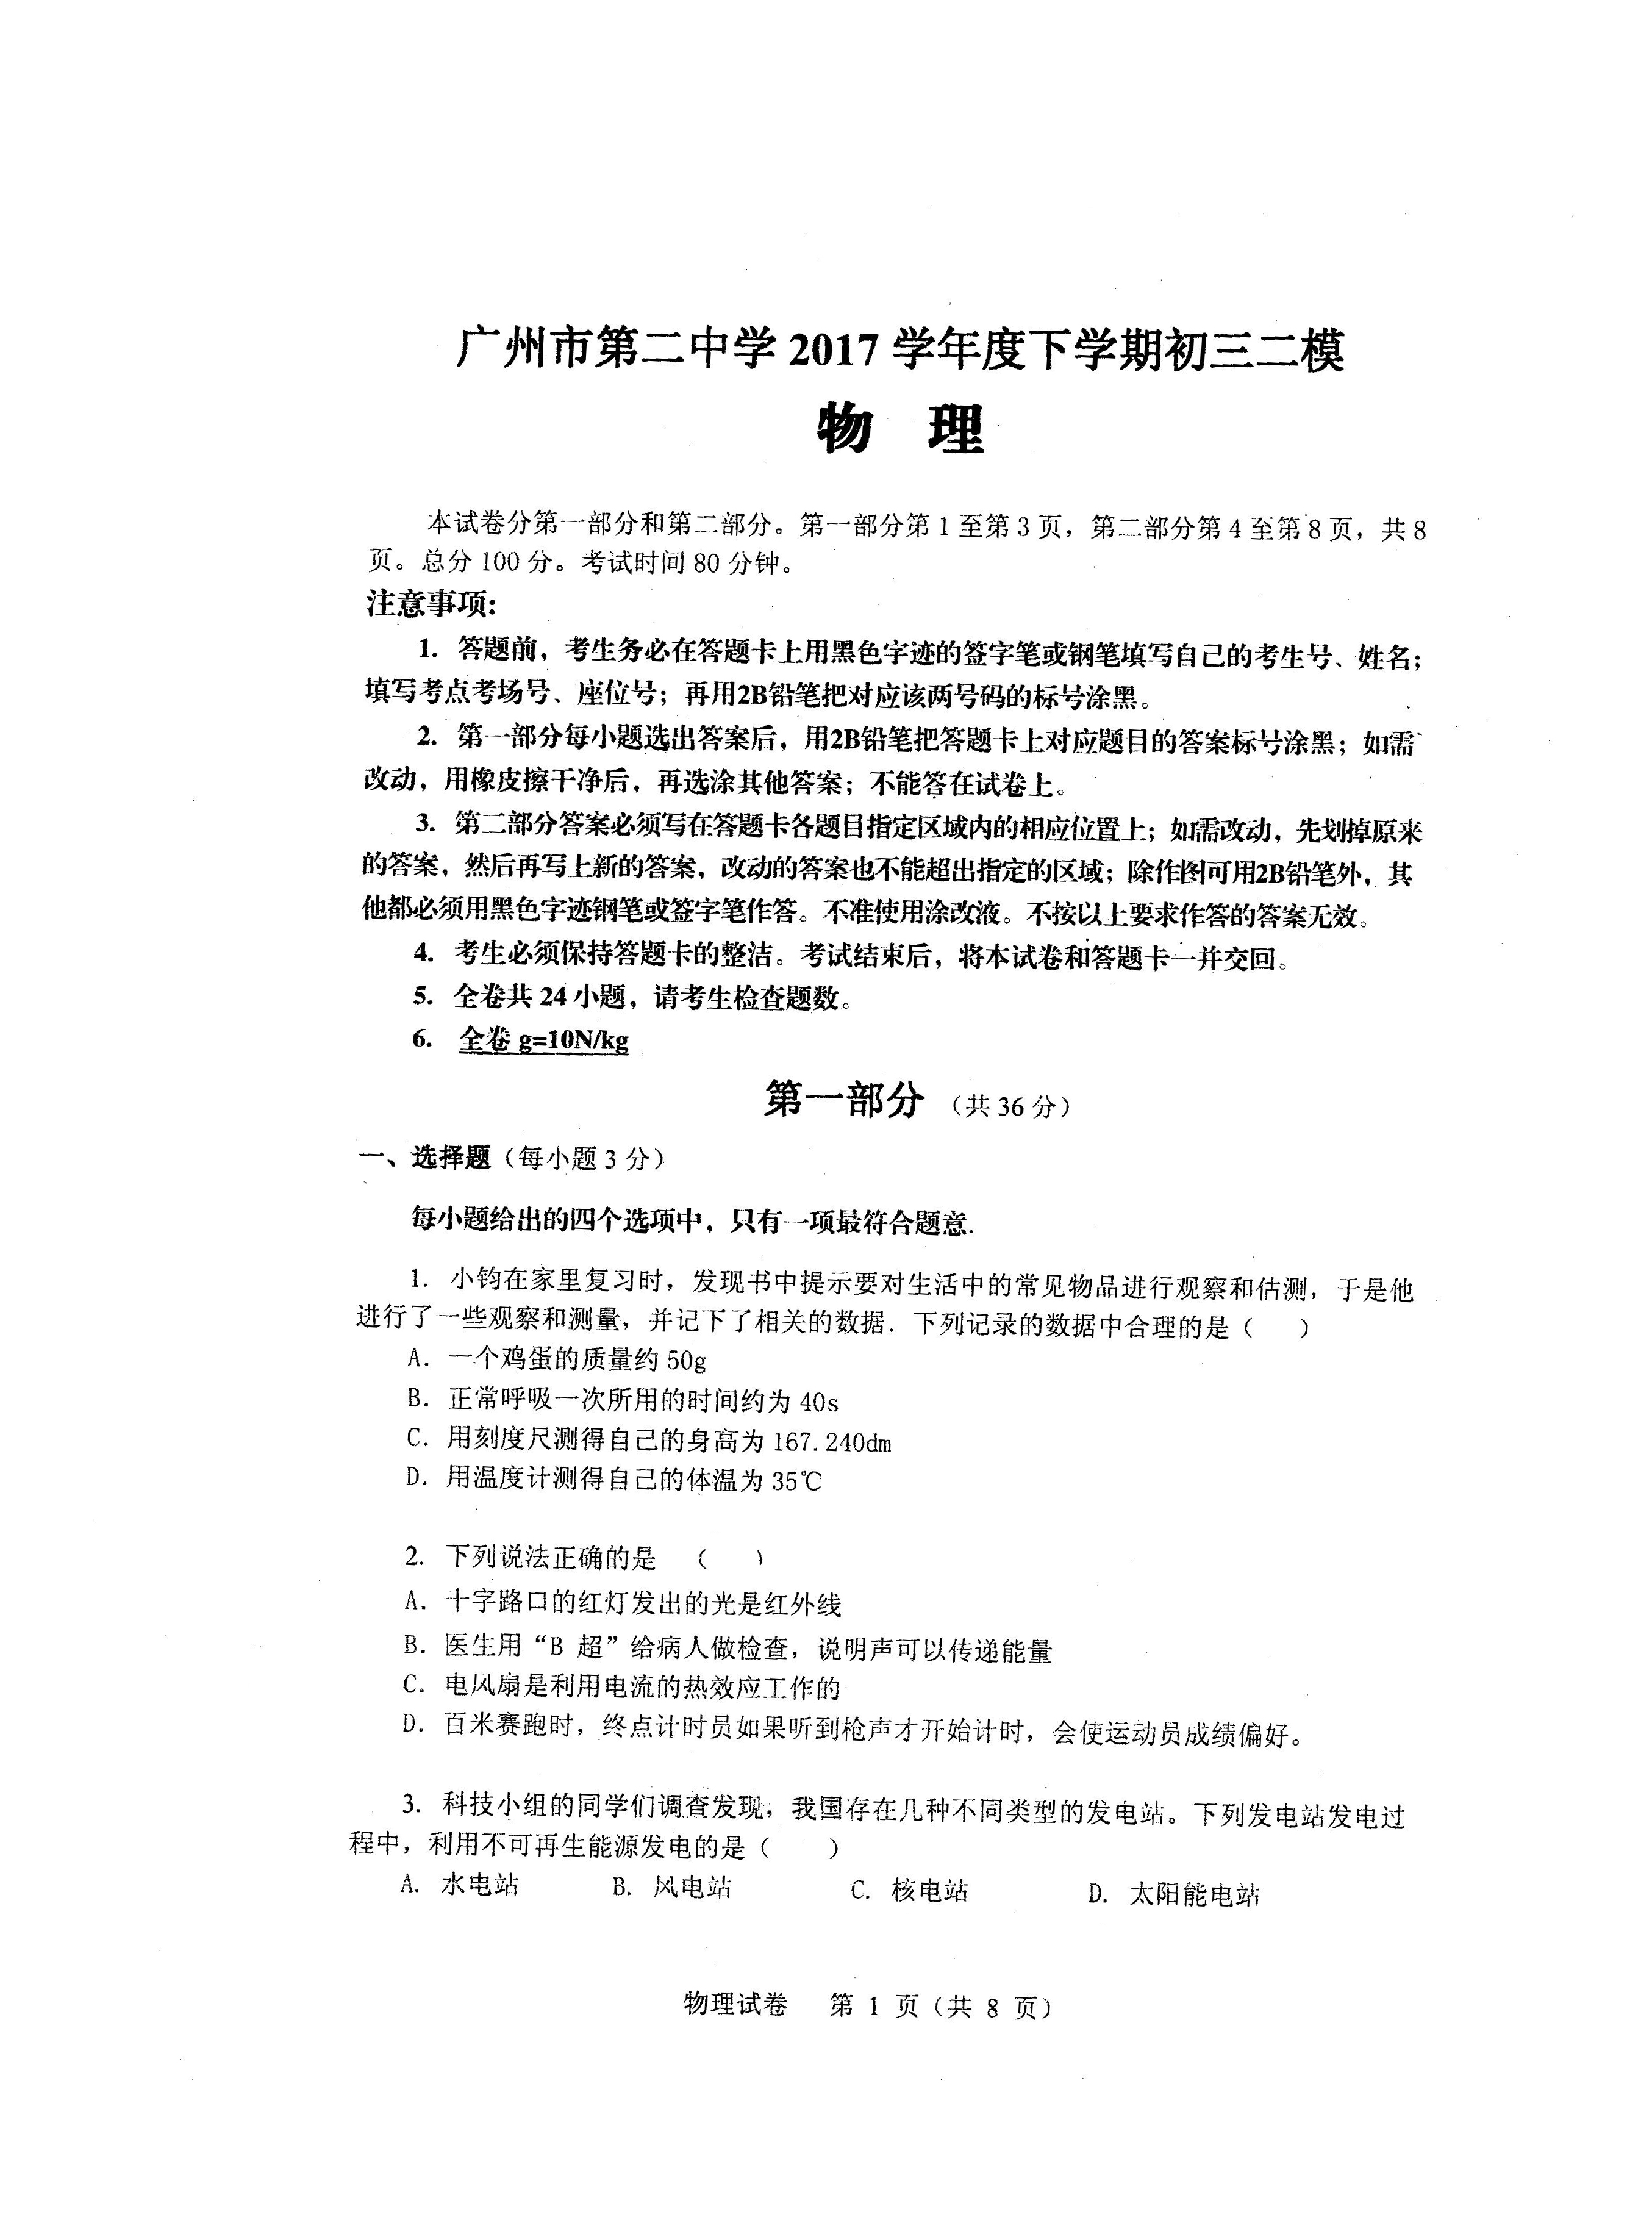 广州市第二中学 2017 学年度下学期初三二模
物 理
本试卷分第一部分和第二部分。第一部分第 1 至第 3 页，第二部分第 4 至第 8 页，共 8
页。总分 100 分。考试时间 80 分钟。
注意事项：
1. 答题前，考生务必在答题卡上用黑色字迹的签字笔或钢笔填写自己的考生号、姓名；
填写考点考场号、座位号；再用2B铅笔把对应该两号码的标号涂黑。
2. 第一部分每小题选出答案后，用2B铅笔把答题卡上对应题目的答案标号涂黑；如需
改动，用橡皮擦干净后，再选涂其他答案；不能答在试卷上。
3. 第二部分答案必须写在答题卡各题目指定区域内的相应位置上；如需改动，先划掉原来
的答案，然后再写上新的答案，改动的答案也不能超出指定的区域；除作图可用2B铅笔外，其
他都必须用黑色字迹钢笔或签字笔作答。不准使用涂改液。不按以上要求作答的答案无效。
4. 考生必须保持答题卡的整洁。考试结束后，将本试卷和答题卡一并交回。
5. 全卷共 24 小题，请考生检查题数。
6. 全卷 g=10N/kg
第一部分 （共 36 分）
一、选择题（每小题 3 分）
每小题给出的四个选项中，只有一项最符合题意.
1. 小钧在家里复习时，发现书中提示要对生活中的常见物品进行观察和估测，于是他
进行了一些观察和测量，并记下了相关的数据．下列记录的数据中合理的是（ ）
A. 一个鸡蛋的质量约 50g
B. 正常呼吸一次所用的时间约为 40s
C. 用刻度尺测得自己的身高为 167.240dm
D. 用温度计测得自己的体温为 35℃
2. 下列说法正确的是 （ ）
A. 十字路口的红灯发出的光是红外线
B. 医生用“B 超”给病人做检查，说明声可以传递能量
C. 电风扇是利用电流的热效应工作的
D. 百米赛跑时，终点计时员如果听到枪声才开始计时，会使运动员成绩偏好。
3. 科技小组的同学们调查发现，我国存在几种不同类型的发电站。下列发电站发电过
程中，利用不可再生能源发电的是（ ）
A. 水电站 B. 风电站 C. 核电站 D. 太阳能电站
物理试卷 第 1 页（共 8 页）